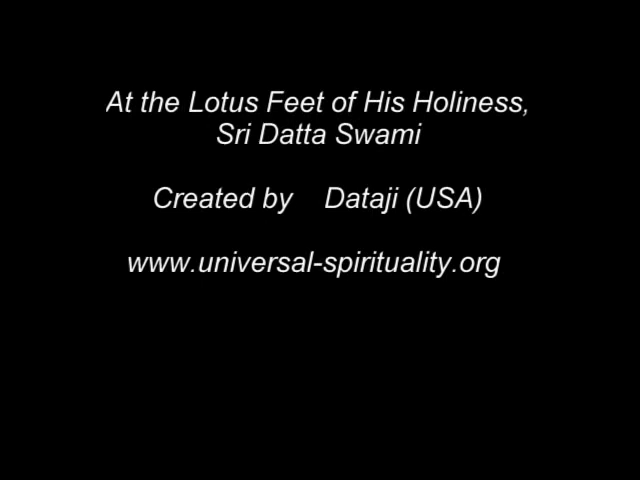 At the Lotus Feet of His Holiness,
Sri Datta Swami
Created by Dataji (USA)
www.universal-spirituality.org